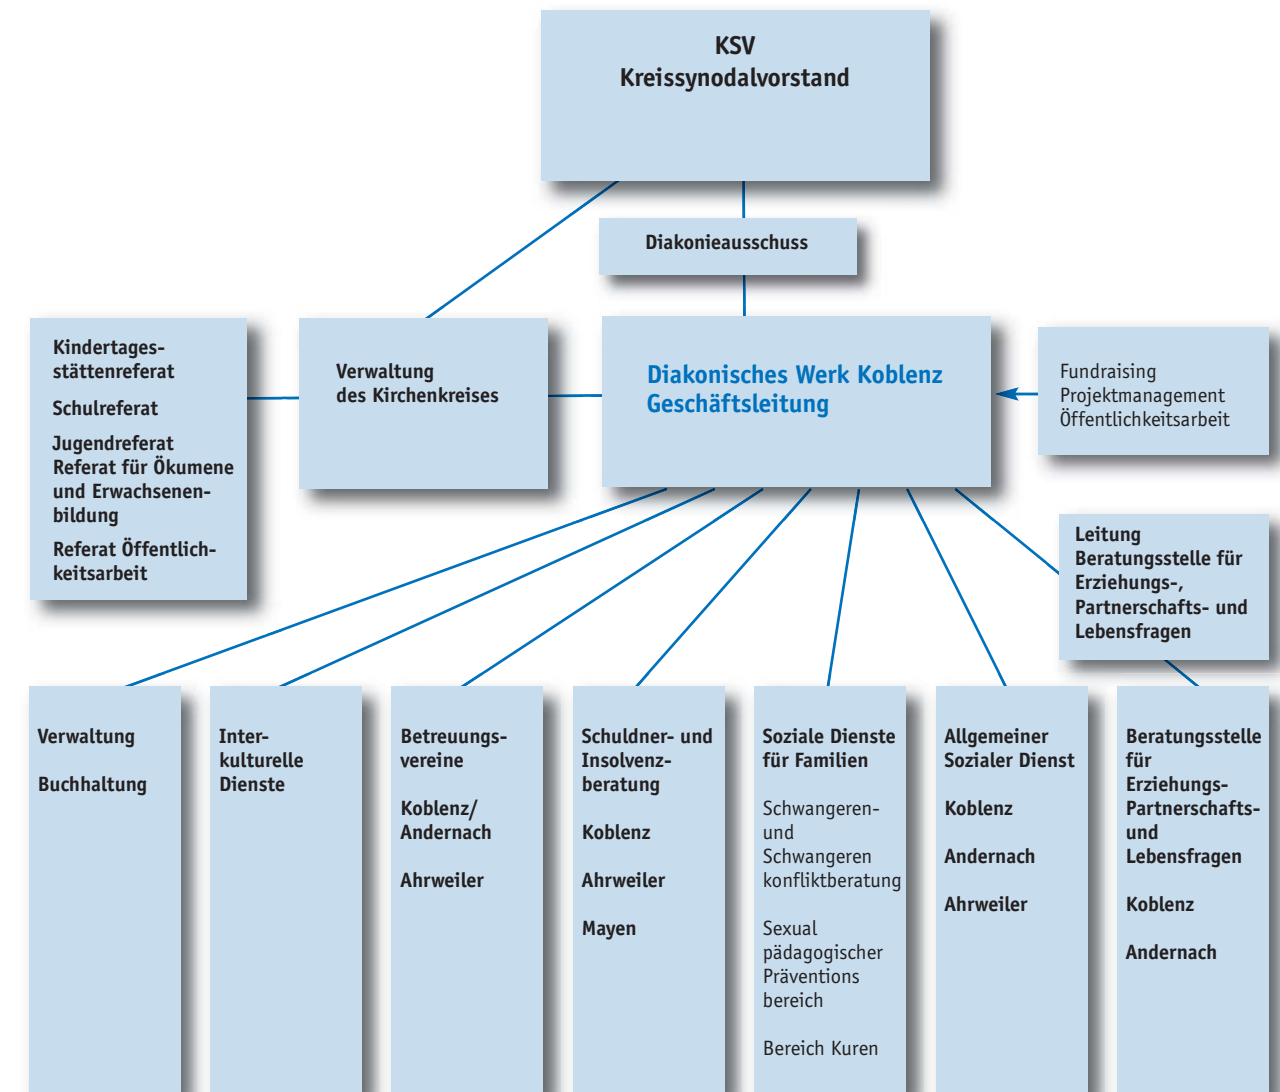 KSV
Kreissynodalvorstand
Diakonieausschuss
Kindertages-
stättenreferat
Schulreferat
Jugendreferat
Referat für Ökumene
und Erwachsenen-
bildung
Referat Öffentlich-
keitsarbeit
Verwaltung
des Kirchenkreises
Diakonisches Werk Koblenz
Geschäftsleitung
Fundraising
Projektmanagement
Öffentlichkeitsarbeit
Leitung
Beratungsstelle für
Erziehungs-,
Partnerschafts- und
Lebensfragen
Verwaltung
Buchhaltung
Inter-
kulturelle
Dienste
Betreuungs-
vereine
Koblenz/
Andernach
Ahrweiler
Schuldner- und
Insolvenz-
beratung
Koblenz
Ahrweiler
Mayen
Soziale Dienste
für Familien
Schwangeren-
und
Schwangeren
konfliktberatung
Sexual
pädagogischer
Präventions
bereich
Bereich Kuren
Allgemeiner
Sozialer Dienst
Koblenz
Andernach
Ahrweiler
Beratungsstelle
für
Erziehungs-
Partnerschafts-
und
Lebensfragen
Koblenz
Andernach